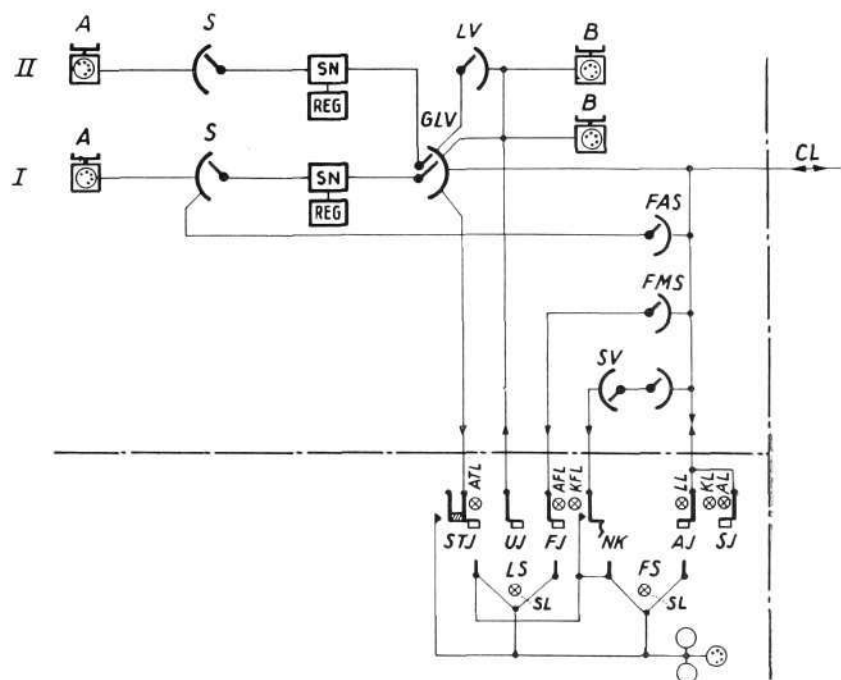 A S LV B
II SN
REG GLV B
A S
I SN CL
REG FAS
FMS
SV
ATL AFL KFL LL KL AL
STJ UJ FJ NK AJ SJ
LS FS
SL SL